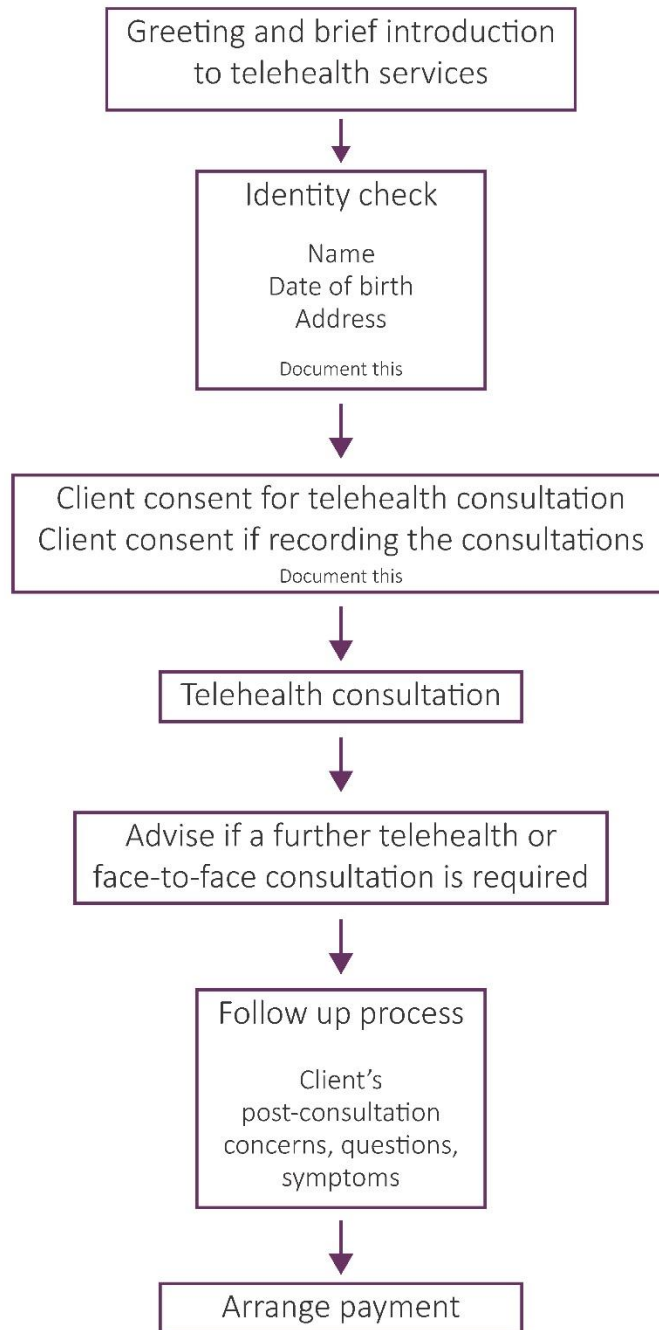 Greeting and brief introduction
to telehealth services
Identity check
Name
Date of birth
Address
Document this
Client consent for telehealth consultation
Client consent if recording the consultations
Document this
Telehealth consultation
Advise if a further telehealth or
face-to-face consultation is required
Follow up process
Client’s
post-consultation
concerns, questions,
symptoms
Arrange payment